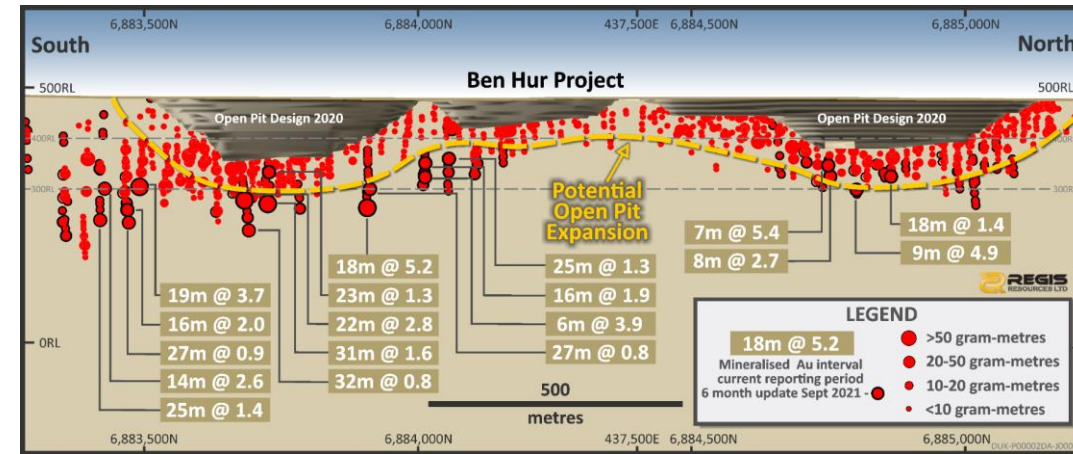 6,883,500N 6,884,000N 437,500E 6,884,500N 6,885,000N
South North
Ben Hur Project
500RL 500RL
Open Pit Design 2020 Open Pit Design 2020
400RL
300RL 300RL
Potential
Open Pit
Expansion
7m @ 5.4
8m @ 2.7
18m @ 1.4
9m @ 4.9
18m @ 5.2
23m @ 1.3
22m @ 2.8
31m @ 1.6
32m @ 0.8
25m @ 1.3
16m @ 1.9
6m @ 3.9
27m @ 0.8
19m @ 3.7
16m @ 2.0
27m @ 0.9
14m @ 2.6
25m @ 1.4
REGIS
RESOURCES LTD
0RL
500
metres
LEGEND
18m @ 5.2
Mineralised Au interval
current reporting period
6 month update Sept 2021 -
>50 gram-metres
20-50 gram-metres
10-20 gram-metres
<10 gram-metres
6,883,500N 6,884,000N 437,500E 6,884,500N 6,885,000N